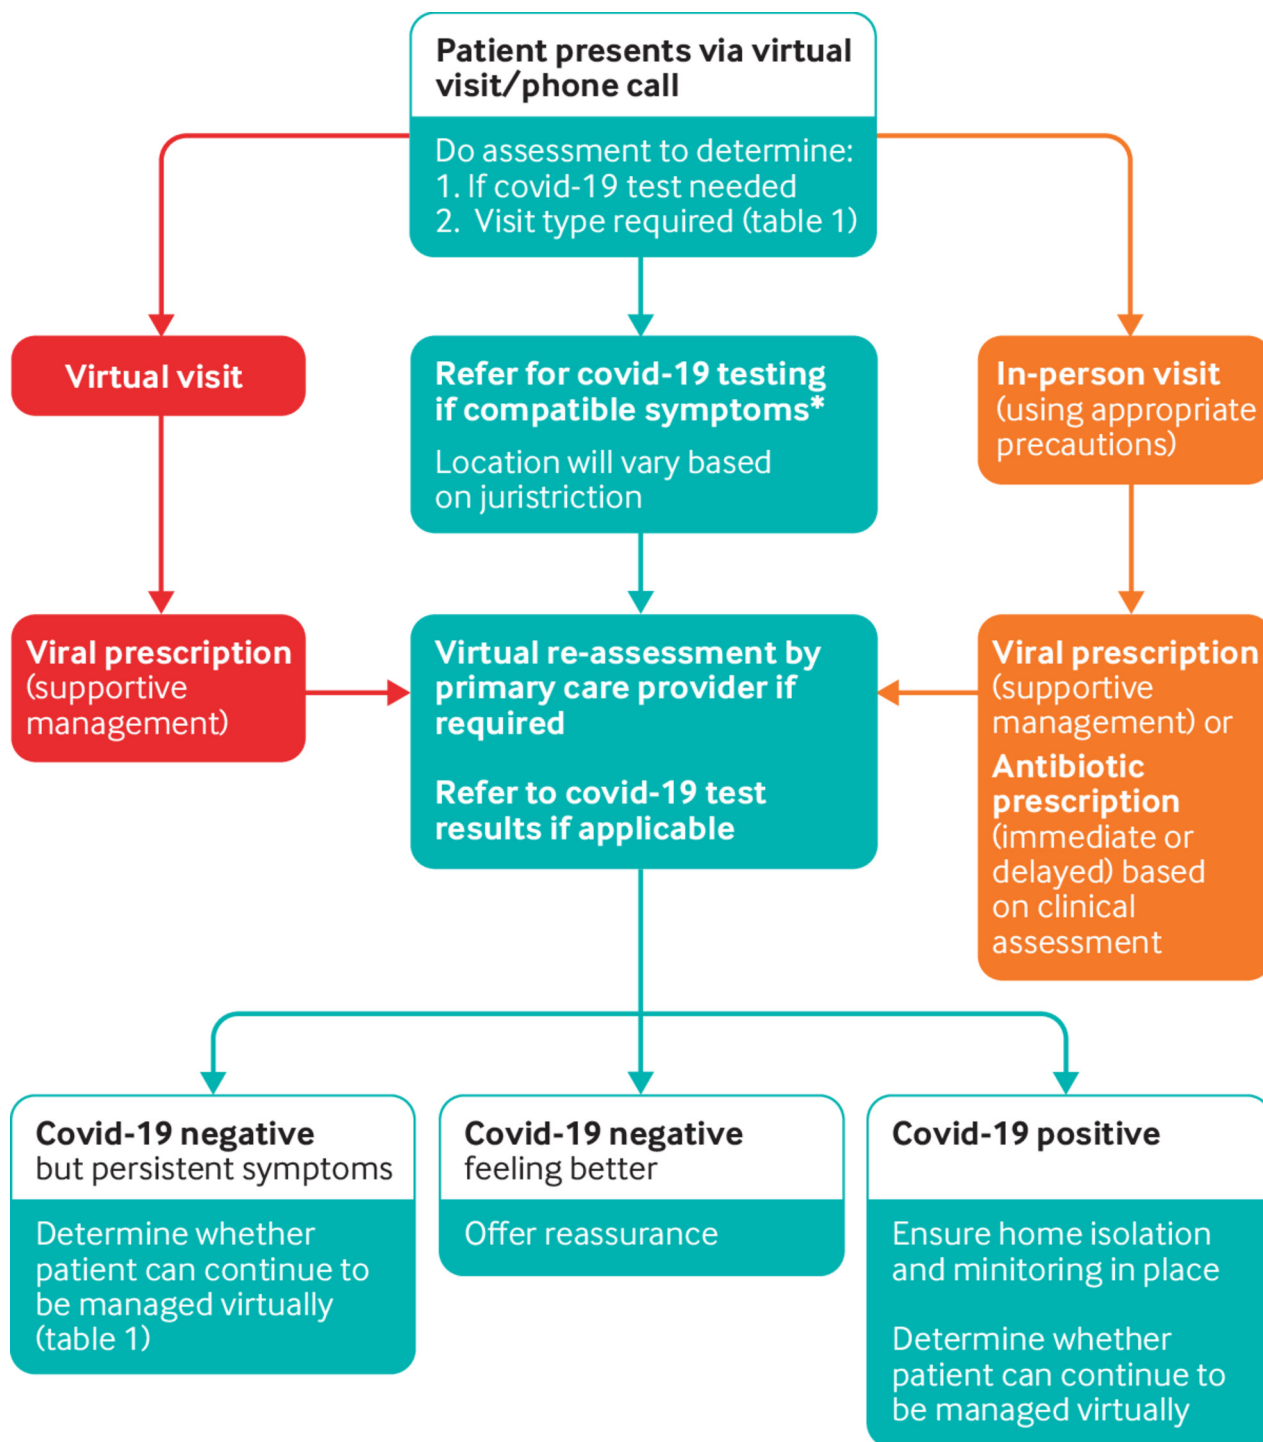 Patient presents via virtual
visit/phone call
Do assessment to determine:
1. If covid-19 test needed
2. Visit type required (table 1)
Virtual visit
Refer for covid-19 testing
if compatible symptoms*
Location will vary based
on juristriction
In-person visit
(using appropriate
precautions)
Viral prescription
(supportive
management)
Virtual re-assessment by
primary care provider if
required
Refer to covid-19 test
results if applicable
Viral prescription
(supportive
management) or
Antibiotic
prescription
(immediate or
delayed) based
on clinical
assessment
Covid-19 negative
but persistent symptoms
Determine whether
patient can continue to
be managed virtually
(table 1)
Covid-19 negative
feeling better
Offer reassurance
Covid-19 positive
Ensure home isolation
and minitoring in place
Determine whether
patient can continue to
be managed virtually